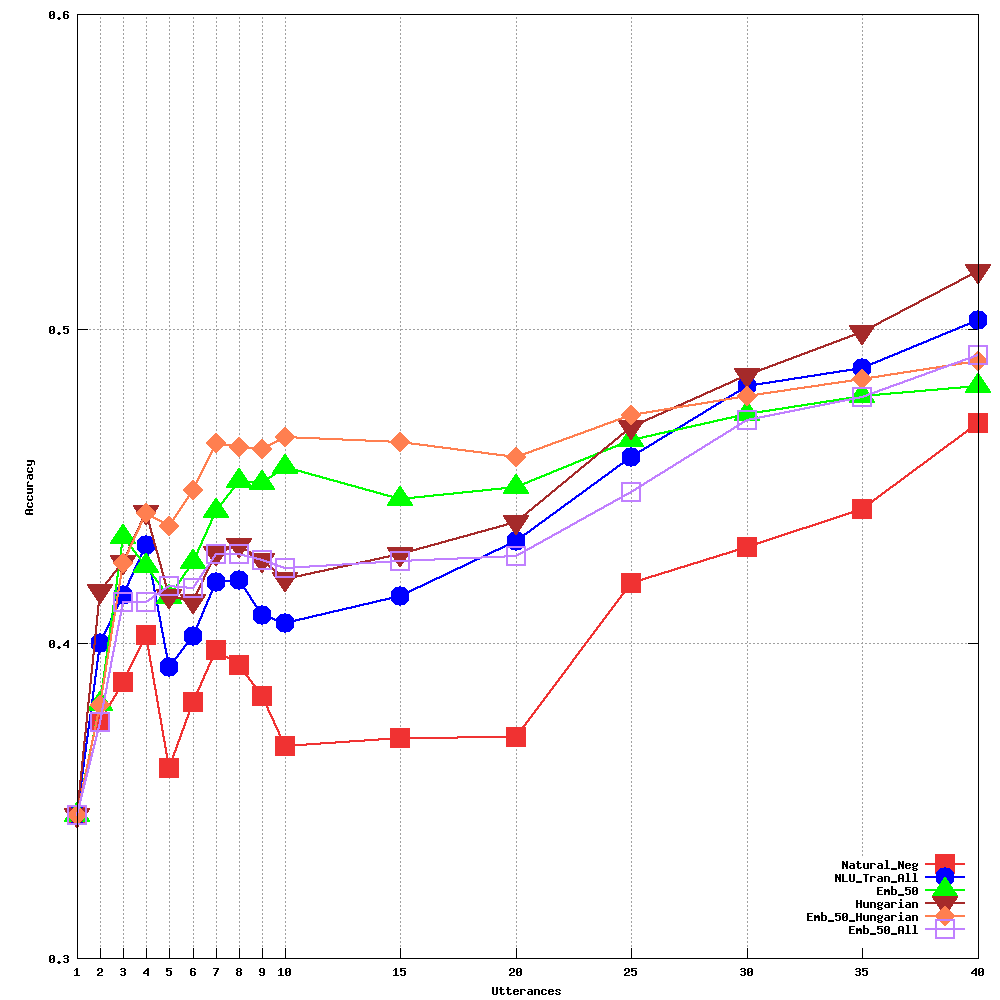 0.6
0.5
0.4
0.3
Accuracy
Natural_Neg
NLU_Tran_All
Emb_50
Hungarian
Emb_50_Hungarian
Emb_50_All
1 2 3 4 5 6 7 8 9 10 15 20 25 30 35 40
Utterances